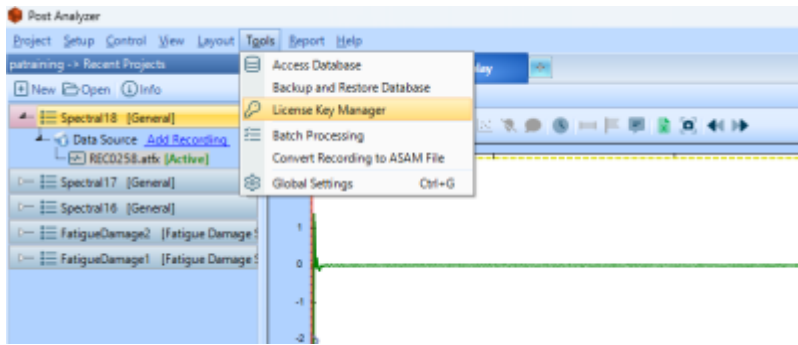 Post Analyzer
Project Setup Control View Layout Tools Report Help
patraining -> Recent Projects
New Open Info
Spectral18 [General]
Data Source Add Recording
REC0258.atfx [Active]
Spectral17 [General]
Spectral16 [General]
FatigueDamage2 [Fatigue Damage S
FatigueDamage1 [Fatigue Damage S
Access Database
Backup and Restore Database
License Key Manager
Batch Processing
Convert Recording to ASAM File
Global Settings Ctrl+G
lay
1
0
-1
-2
0